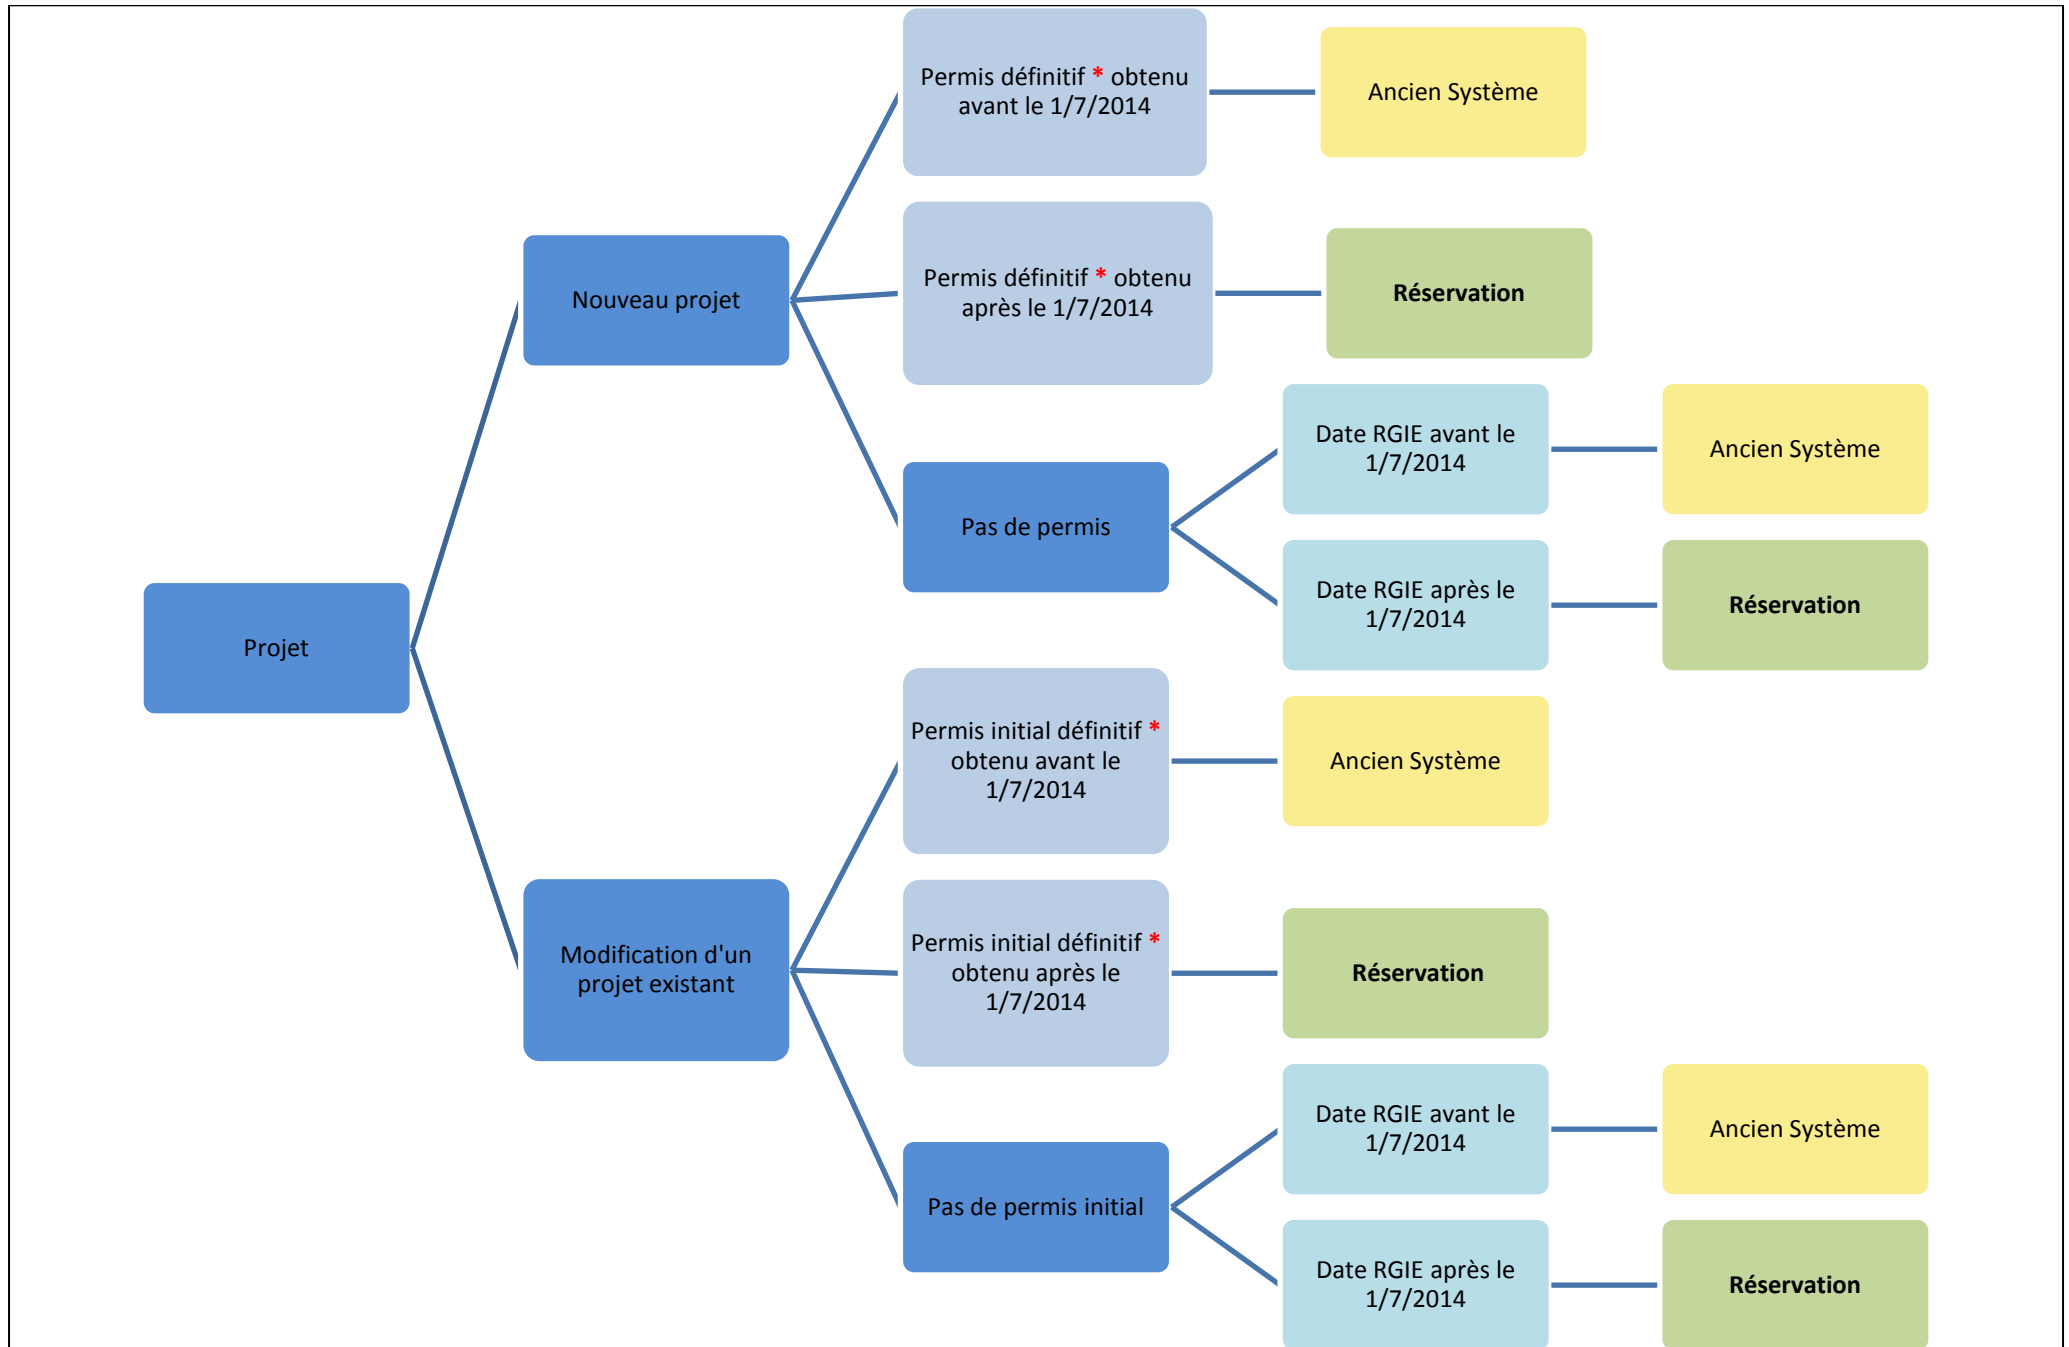 Projet
Nouveau projet
Permis définitif * obtenu
avant le 1/7/2014
Ancien Système
Permis définitif * obtenu
après le 1/7/2014
Réservation
Pas de permis
Date RGIE avant le
1/7/2014
Ancien Système
Date RGIE après le
1/7/2014
Réservation
Modification d'un
projet existant
Permis initial définitif *
obtenu avant le
1/7/2014
Ancien Système
Permis initial définitif *
obtenu après le
1/7/2014
Réservation
Pas de permis initial
Date RGIE avant le
1/7/2014
Ancien Système
Date RGIE après le
1/7/2014
Réservation